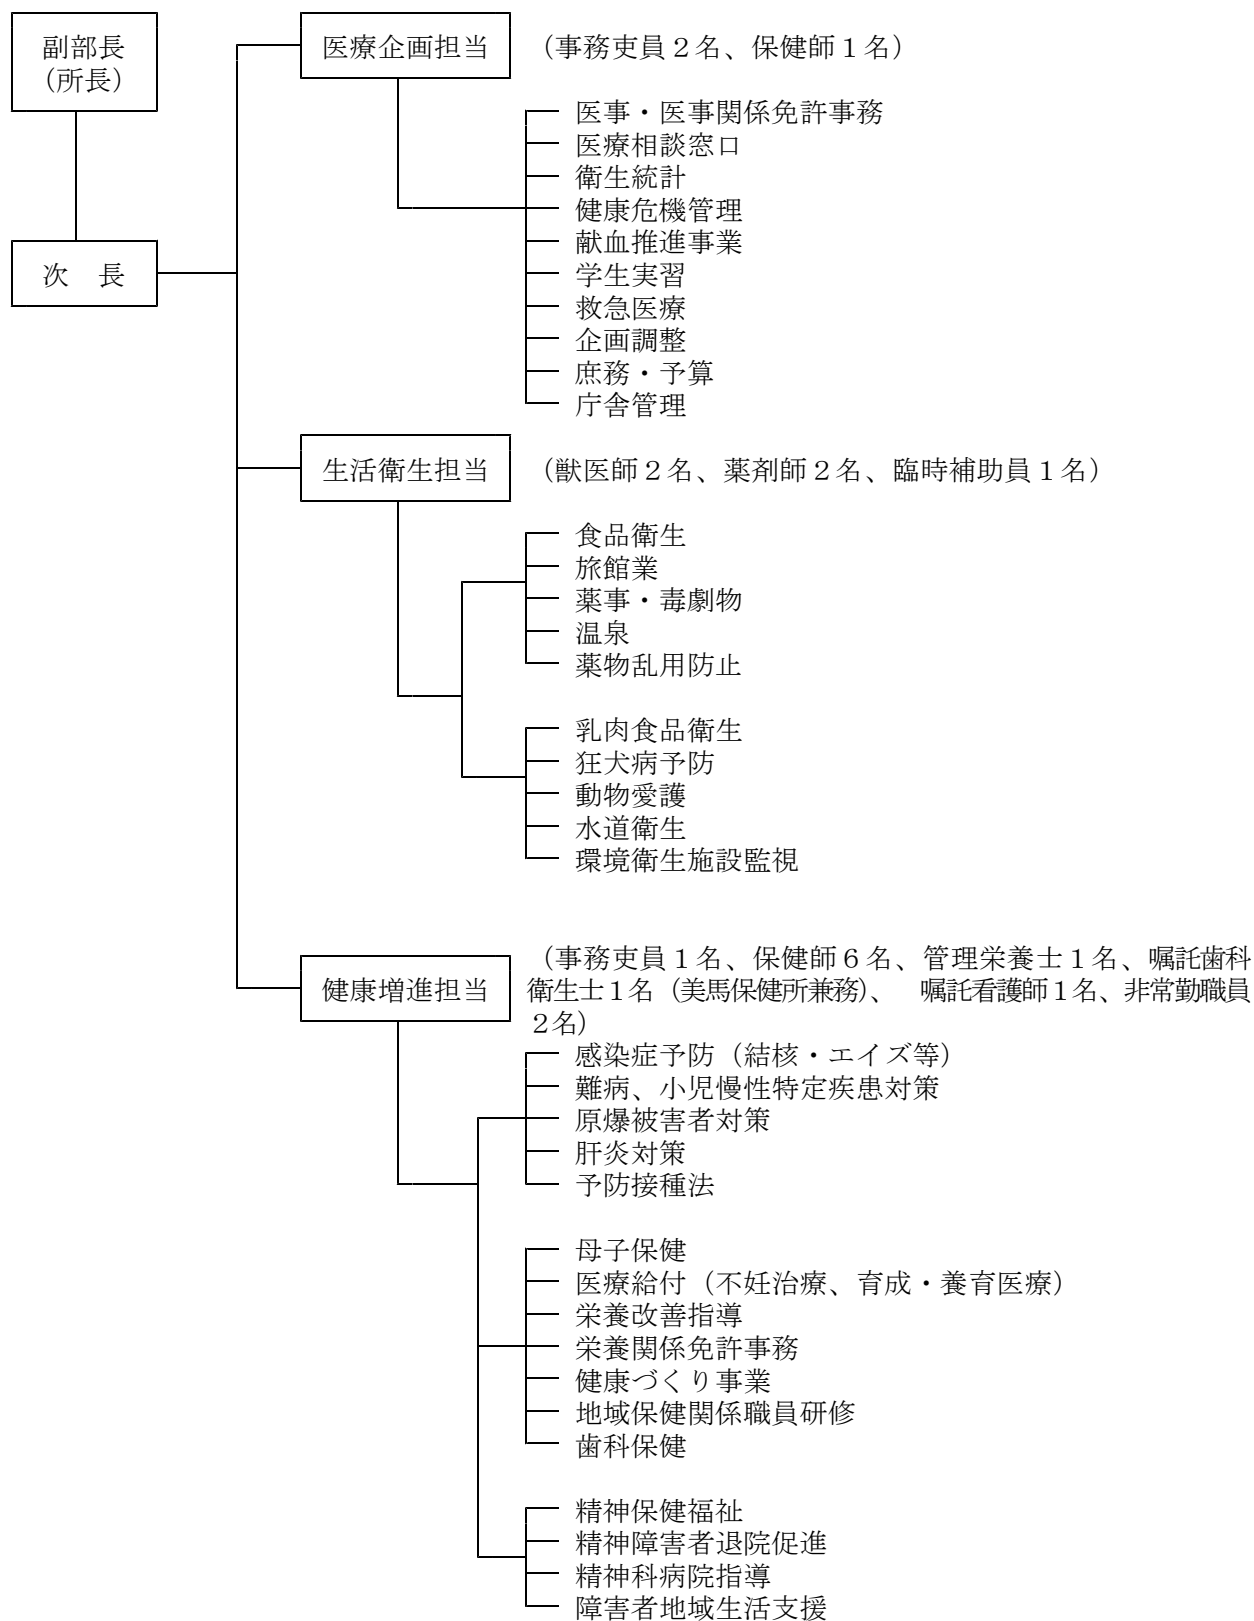 副部長
（所長）
医療企画担当
（事務吏員２名、保健師１名）
医事・医事関係免許事務
医療相談窓口
衛生統計
健康危機管理
献血推進事業
学生実習
救急医療
企画調整
庶務・予算
庁舎管理
次　長
生活衛生担当
（獣医師２名、薬剤師２名、臨時補助員１名）
食品衛生
旅館業
薬事・毒劇物
温泉
薬物乱用防止
乳肉食品衛生
狂犬病予防
動物愛護
水道衛生
環境衛生施設監視
健康増進担当
（事務吏員１名、保健師６名、管理栄養士１名、嘱託歯科
衛生士１名（美馬保健所兼務）、　嘱託看護師１名、非常勤職員
２名）
感染症予防（結核・エイズ等）
難病、小児慢性特定疾患対策
原爆被害者対策
肝炎対策
予防接種法
母子保健
医療給付（不妊治療、育成・養育医療）
栄養改善指導
栄養関係免許事務
健康づくり事業
地域保健関係職員研修
歯科保健
精神保健福祉
精神障害者退院促進
精神科病院指導
障害者地域生活支援